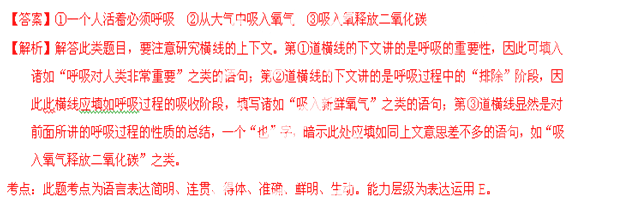 【答案】①一个人活着必须呼吸 ②从大气中吸入氧气 ③吸入氧释放二氧化碳
【解析】解答此类题目，要注意研究横线的上下文。第①道横线的下文讲的是呼吸的重要性，因此可填入
诸如“呼吸对人类非常重要”之类的语句；第②道横线的下文讲的是呼吸过程中的“排除”阶段，因
此此横线应填如呼吸过程的吸收阶段，填写诸如“吸入新鲜氧气”之类的语句；第③道横线显然是对
前面所讲的呼吸过程的性质的总结，一个“也”字，暗示此处应填如同上文意思差不多的语句，如“吸
入氧气释放二氧化碳”之类。
考点：此题考点为语言表达简明、连贯、得体、准确、鲜明、生动。能力层级为表达运用 E。